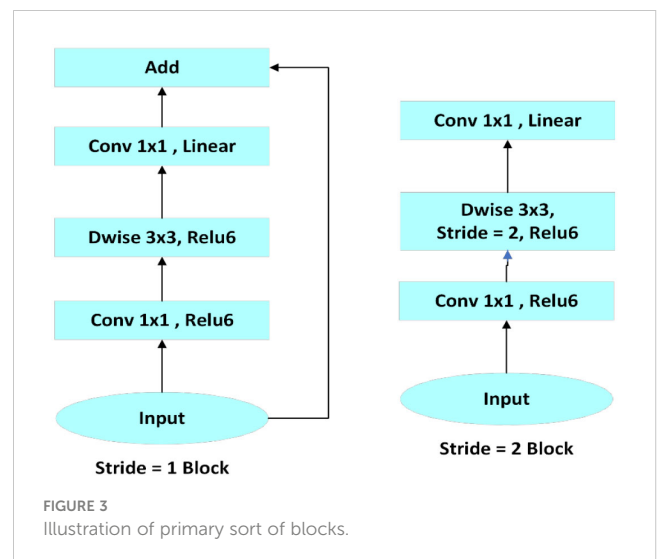 Add
Conv 1x1 , Linear
Dwise 3x3, Relu6
Conv 1x1 , Relu6
Input
Stride = 1 Block
Conv 1x1 , Linear
Dwise 3x3,
Stride = 2, Relu6
Conv 1x1 , Relu6
Input
Stride = 2 Block
FIGURE 3
Illustration of primary sort of blocks.